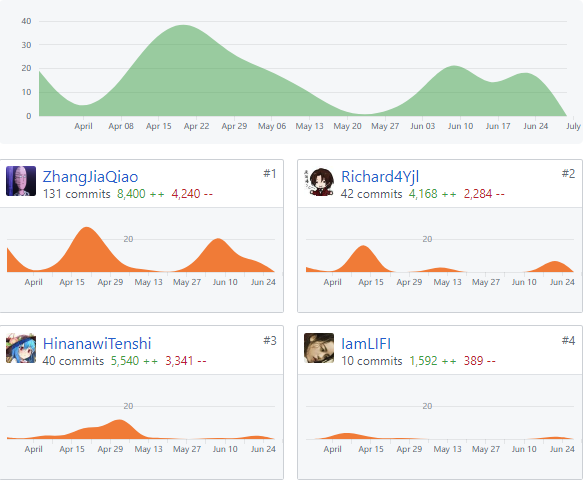 40
30
20
10
0
April Apr 08 Apr 15 Apr 22 Apr 29 May 06 May 13 May 20 May 27 Jun 03 Jun 10 Jun 17 Jun 24 July
ZhangJiaQiao #1
131 commits 8,400 ++ 4,240 --
20
April Apr 15 Apr 29 May 13 May 27 Jun 10 Jun 24
Richard4Yjl #2
42 commits 4,168 ++ 2,284 --
20
April Apr 15 Apr 29 May 13 May 27 Jun 10 Jun 24
HinanawiTenshi #3
40 commits 5,540 ++ 3,341 --
20
April Apr 15 Apr 29 May 13 May 27 Jun 10 Jun 24
IamLIFI #4
10 commits 1,592 ++ 389 --
20
April Apr 15 Apr 29 May 13 May 27 Jun 10 Jun 24